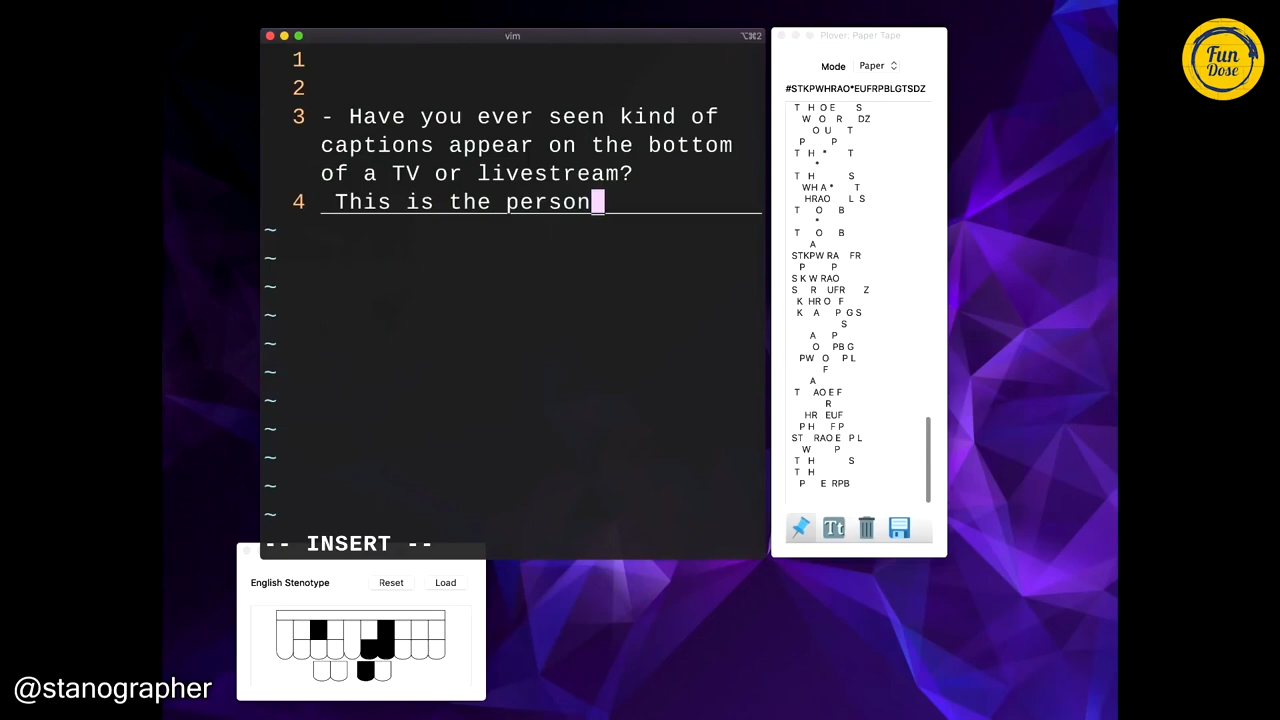 vim
⌥⌘2
1
2
3 - Have you ever seen kind of
captions appear on the bottom
of a TV or livestream?
4 This is the person
~
~
~
~
~
~
~
~
~
~
~
-- INSERT --
Plover: Paper Tape
Mode Paper
#STKPWHRAO*EUFRPBLGTSDZ
T H O E S
W O R DZ
O U T
P P
T H * T
*
T H S
W H A * T
HRAO L S
T O B
*
T O B
A
STKPW RA FR
P P
S K W RAO
S R UFR Z
K HR O F
K A P G S
S
A P
O PB G
PW O P L
F
A
T AO E F
R
HR EUF
P H F P
ST RAO E P L
W P
T H S
T H
P E RPB
Tt
English Stenotype Reset Load
@stanographer
Fun
Dose